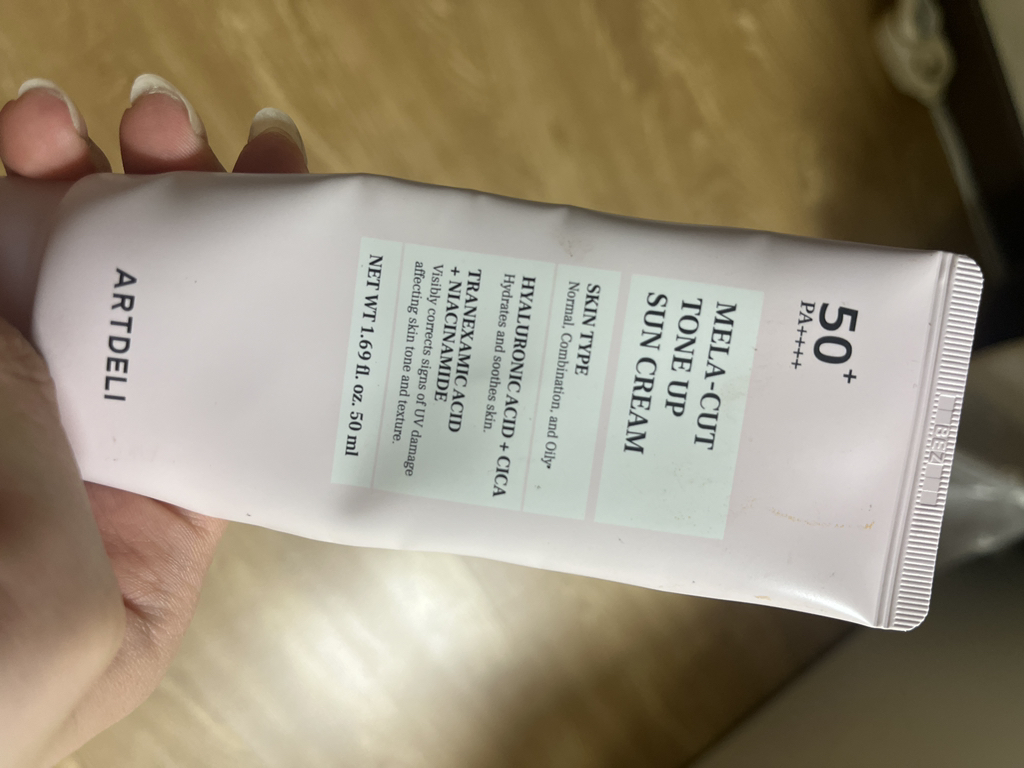 50+
PA++++
MELA-CUT
TONE UP
SUN CREAM
SKIN TYPE
Normal, Combination, and Oily*
HYALURONIC ACID + CICA
Hydrates and soothes skin.
TRANEXAMIC ACID
+ NIACINAMIDE
Visibly corrects signs of UV damage
affecting skin tone and texture.
NET WT 1.69 fl. oz. 50 ml
ARTDELI